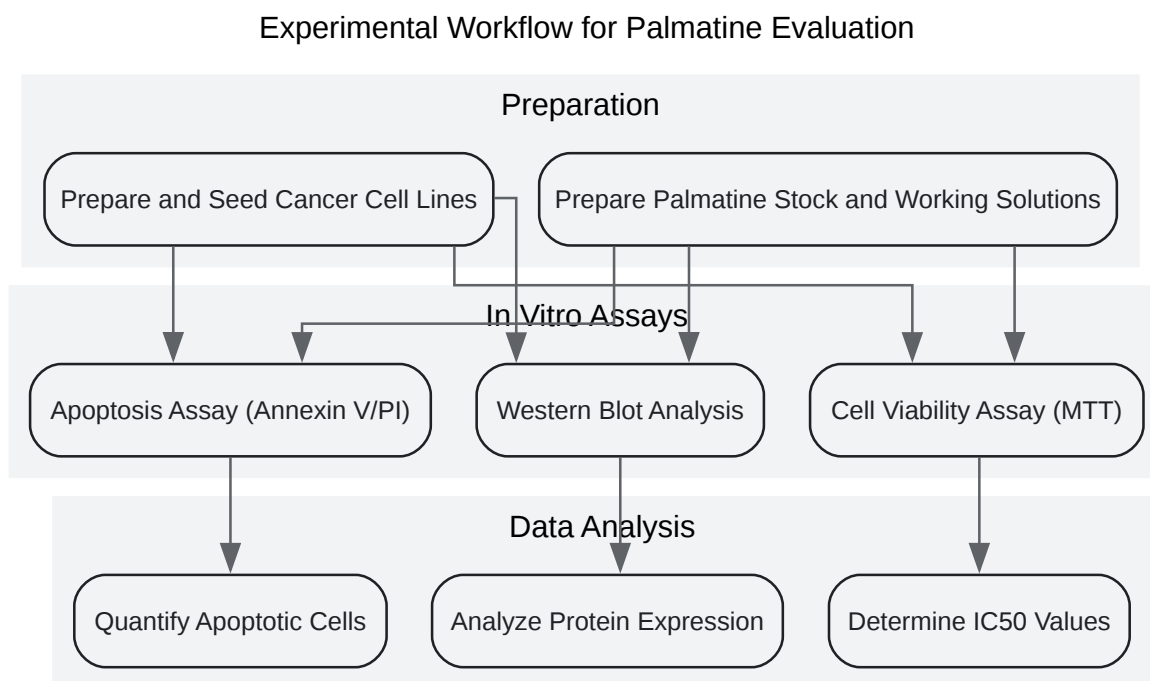 Experimental Workflow for Palmatine Evaluation
Preparation
Prepare and Seed Cancer Cell Lines
Prepare Palmatine Stock and Working Solutions
In Vitro Assays
Apoptosis Assay (Annexin V/PI)
Western Blot Analysis
Cell Viability Assay (MTT)
Data Analysis
Quantify Apoptotic Cells
Analyze Protein Expression
Determine IC50 Values